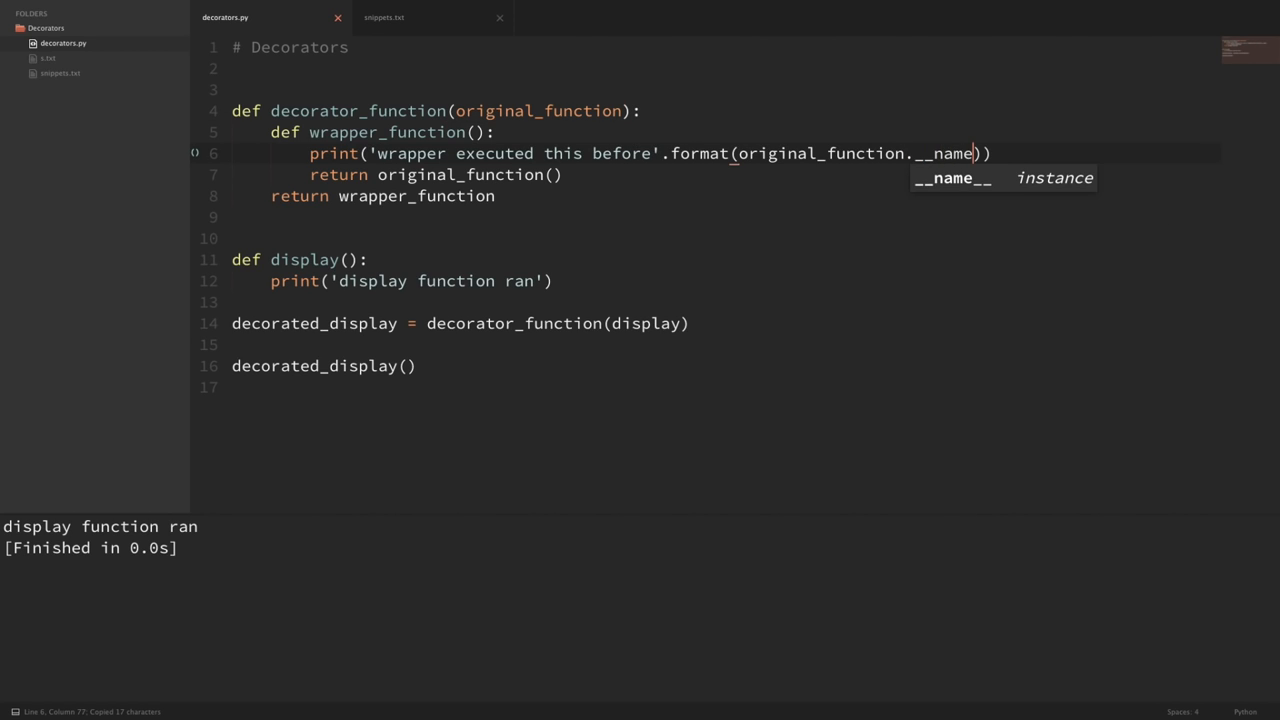 FOLDERS
Decorators
decorators.py
s.txt
snippets.txt
decorators.py
snippets.txt
1 # Decorators
2
3
4 def decorator_function(original_function):
5     def wrapper_function():
6         print('wrapper executed this before'.format(original_function.__name))
__name__ instance
7         return original_function()
8     return wrapper_function
9
10
11 def display():
12     print('display function ran')
13
14 decorated_display = decorator_function(display)
15
16 decorated_display()
17
display function ran
[Finished in 0.0s]
Line 6, Column 77; Copied 17 characters
Spaces: 4
Python